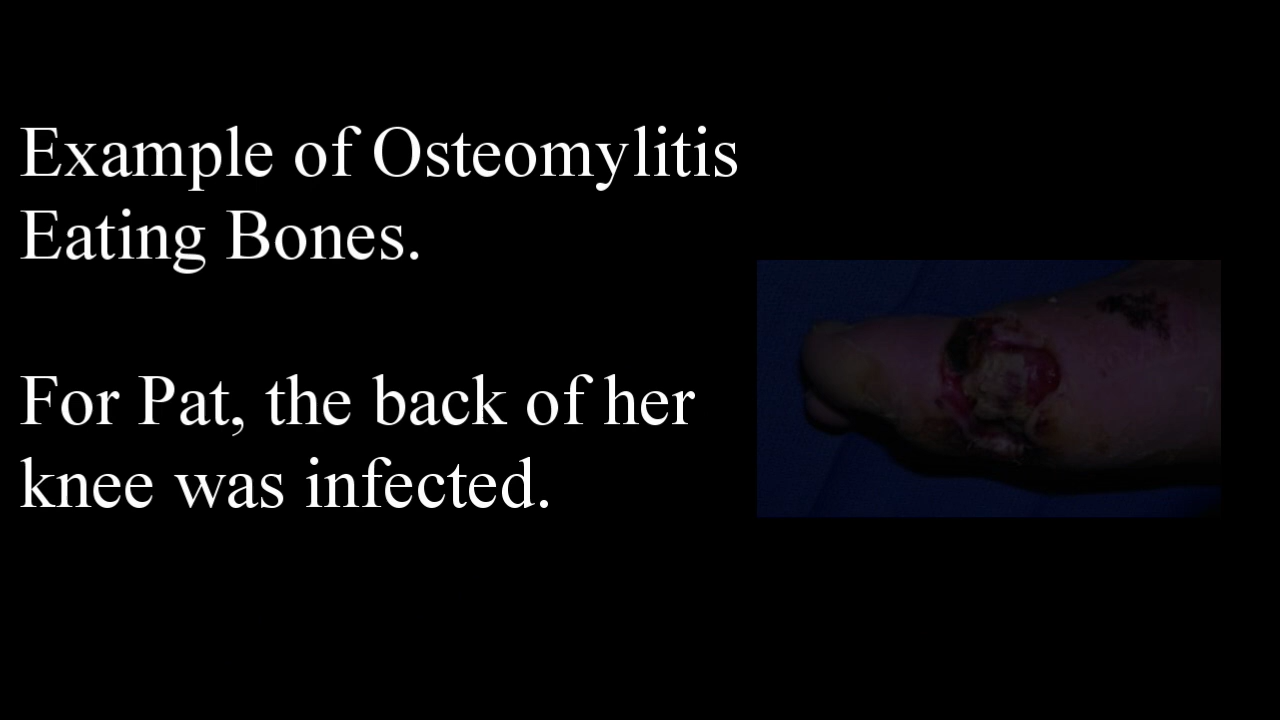 Example of Osteomylitis
Eating Bones.
For Pat, the back of her
knee was infected.